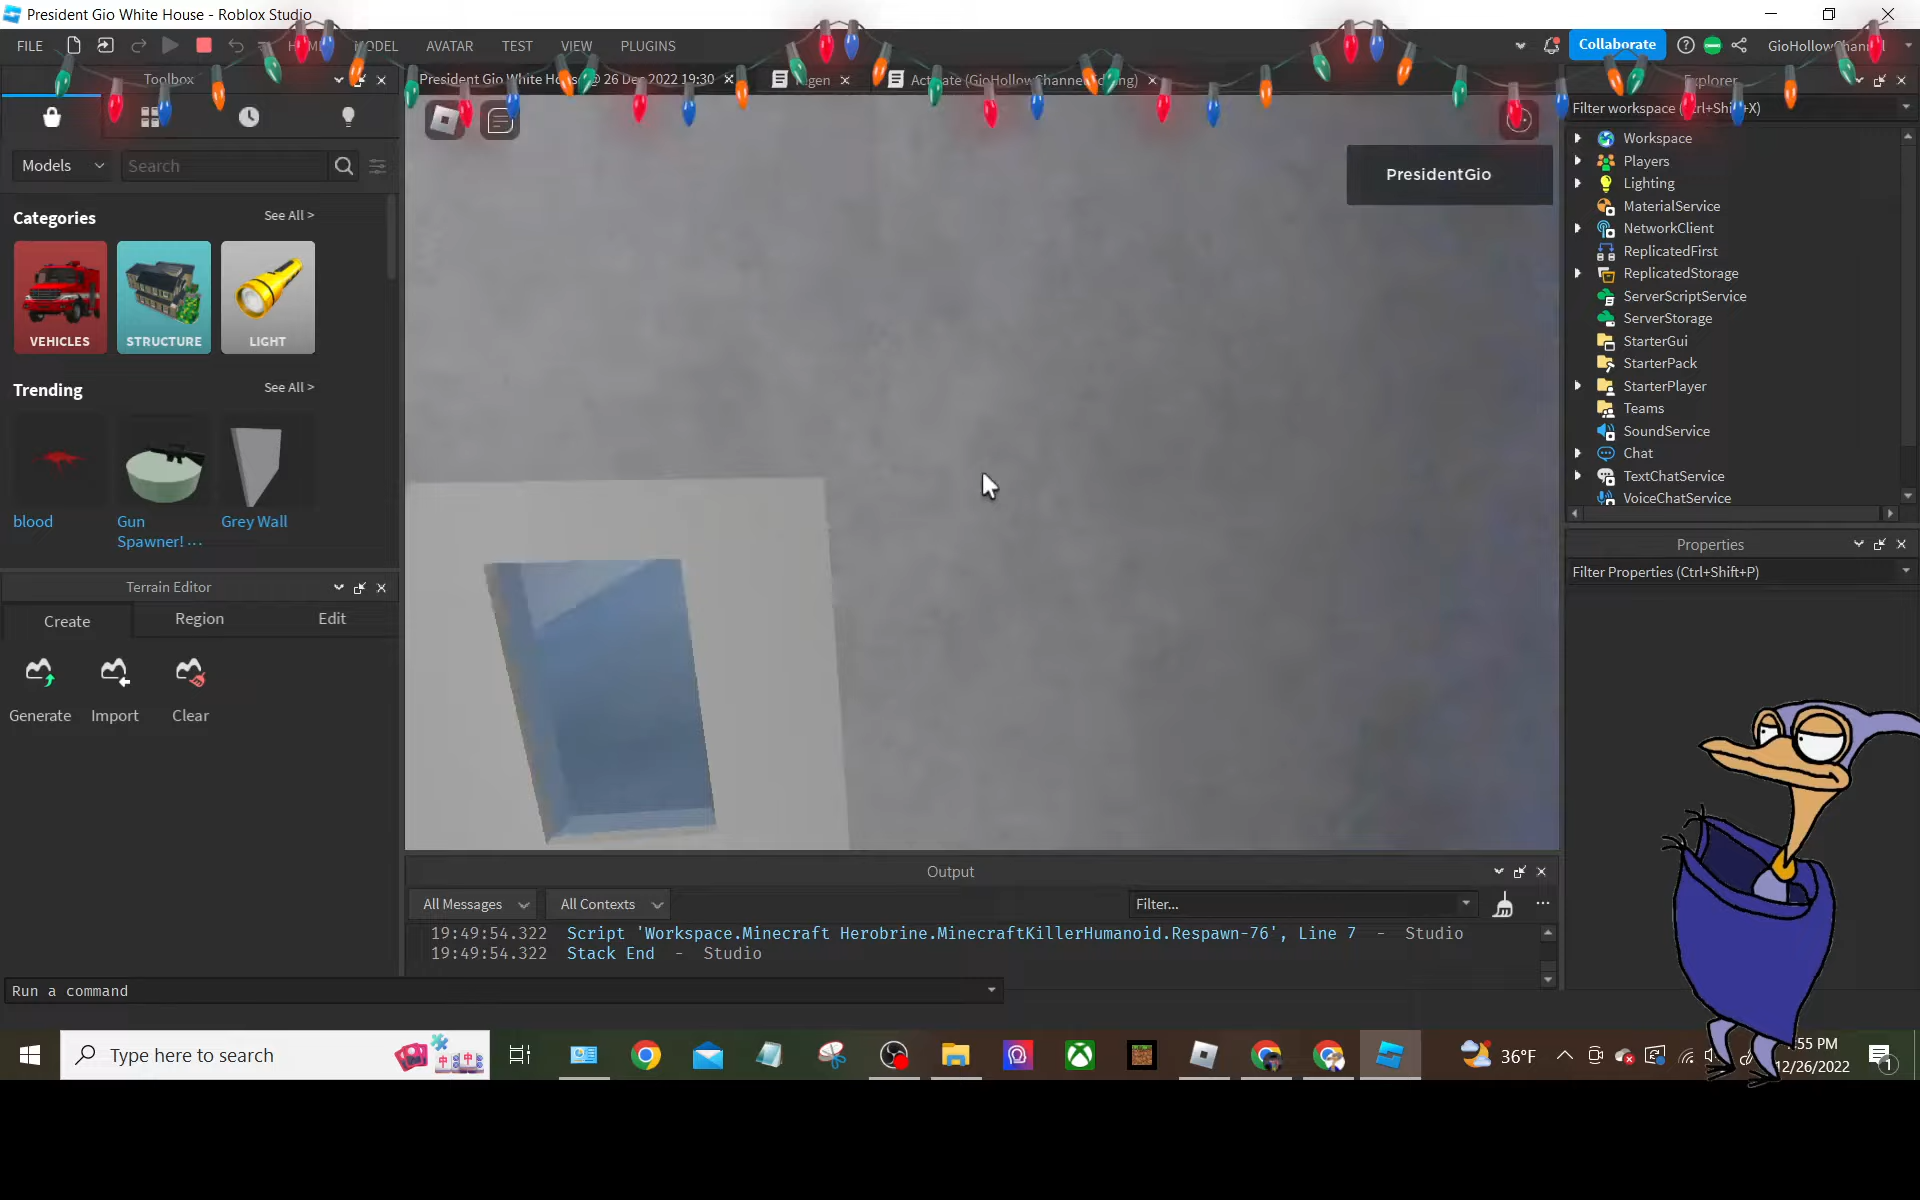 President Gio White House - Roblox Studio
FILE
MODEL
AVATAR
TEST
VIEW
PLUGINS
Collaborate
Toolbox
President Gio White House @ 26 Dec 2022 19:30
Explorer
Filter workspace (Ctrl+Shift+X)
Models
Search
Categories
See All >
VEHICLES
STRUCTURE
LIGHT
Trending
See All >
blood
Gun
Spawner! ...
Grey Wall
Terrain Editor
Create
Region
Edit
Generate
Import
Clear
PresidentGio
Workspace
Players
Lighting
MaterialService
NetworkClient
ReplicatedFirst
ReplicatedStorage
ServerScriptService
ServerStorage
StarterGui
StarterPack
StarterPlayer
Teams
SoundService
Chat
TextChatService
VoiceChatService
Properties
Filter Properties (Ctrl+Shift+P)
Output
All Messages
All Contexts
Filter...
19:49:54.322 Script 'Workspace.Minecraft Herobrine.MinecraftKillerHumanoid.Respawn-76', Line 7 - Studio
19:49:54.322 Stack End - Studio
Run a command
Type here to search
36°F
:55 PM
12/26/2022
1